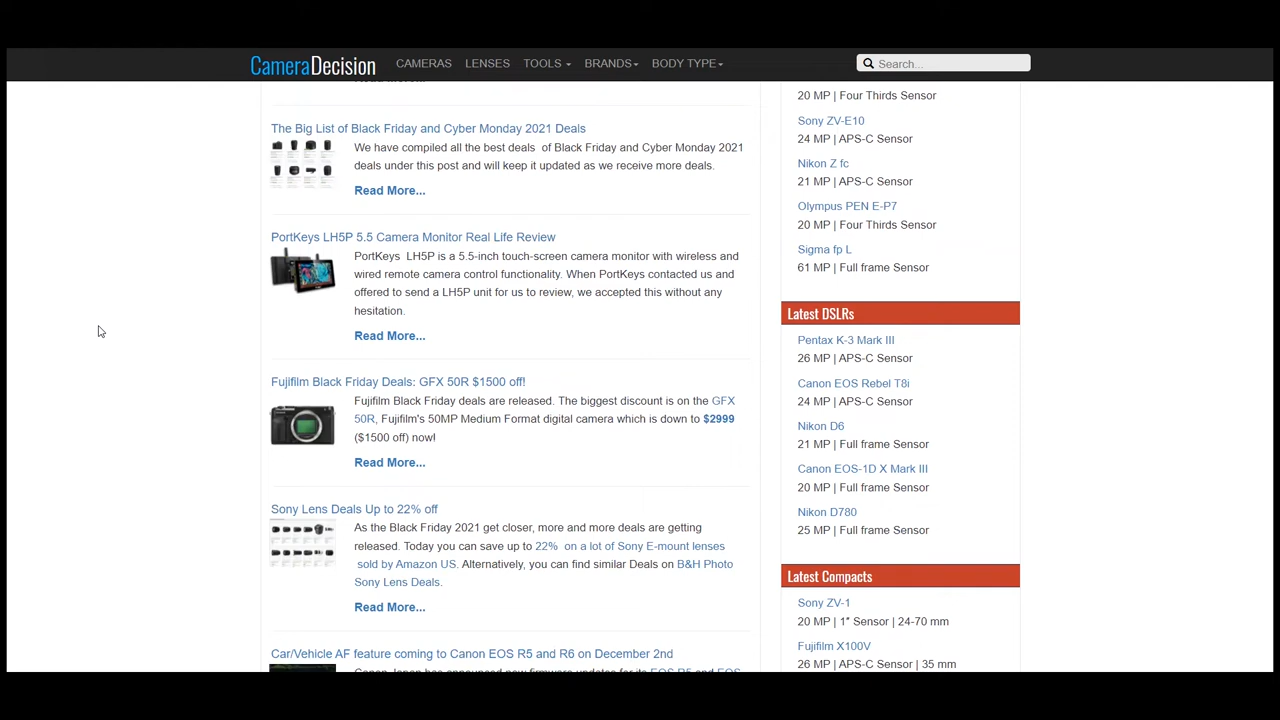 CameraDecision CAMERAS LENSES TOOLS BRANDS BODY TYPE Search...
The Big List of Black Friday and Cyber Monday 2021 Deals
We have compiled all the best deals of Black Friday and Cyber Monday 2021
deals under this post and will keep it updated as we receive more deals.
Read More...
PortKeys LH5P 5.5 Camera Monitor Real Life Review
PortKeys LH5P is a 5.5-inch touch-screen camera monitor with wireless and
wired remote camera control functionality. When PortKeys contacted us and
offered to send a LH5P unit for us to review, we accepted this without any
hesitation.
Read More...
Fujifilm Black Friday Deals: GFX 50R $1500 off!
Fujifilm Black Friday deals are released. The biggest discount is on the GFX
50R, Fujifilm's 50MP Medium Format digital camera which is down to $2999
($1500 off) now!
Read More...
Sony Lens Deals Up to 22% off
As the Black Friday 2021 get closer, more and more deals are getting
released. Today you can save up to 22% on a lot of Sony E-mount lenses
sold by Amazon US. Alternatively, you can find similar Deals on B&H Photo
Sony Lens Deals.
Read More...
Car/Vehicle AF feature coming to Canon EOS R5 and R6 on December 2nd
20 MP | Four Thirds Sensor
Sony ZV-E10
24 MP | APS-C Sensor
Nikon Z fc
21 MP | APS-C Sensor
Olympus PEN E-P7
20 MP | Four Thirds Sensor
Sigma fp L
61 MP | Full frame Sensor
Latest DSLRs
Pentax K-3 Mark III
26 MP | APS-C Sensor
Canon EOS Rebel T8i
24 MP | APS-C Sensor
Nikon D6
21 MP | Full frame Sensor
Canon EOS-1D X Mark III
20 MP | Full frame Sensor
Nikon D780
25 MP | Full frame Sensor
Latest Compacts
Sony ZV-1
20 MP | 1″ Sensor | 24-70 mm
Fujifilm X100V
26 MP | APS-C Sensor | 35 mm